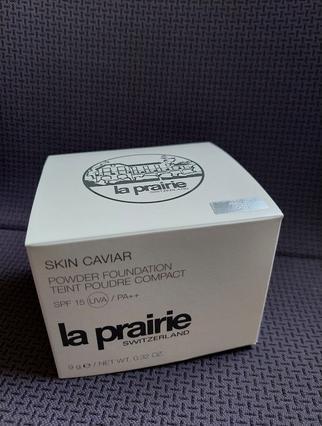 la prairie
SWITZERLAND
SKIN CAVIAR
POWDER FOUNDATION
TEINT POUDRE COMPACT
SPF 15 UVA / PA++
la prairie
SWITZERLAND
9 g ℮ / NET WT. 0.32 OZ.